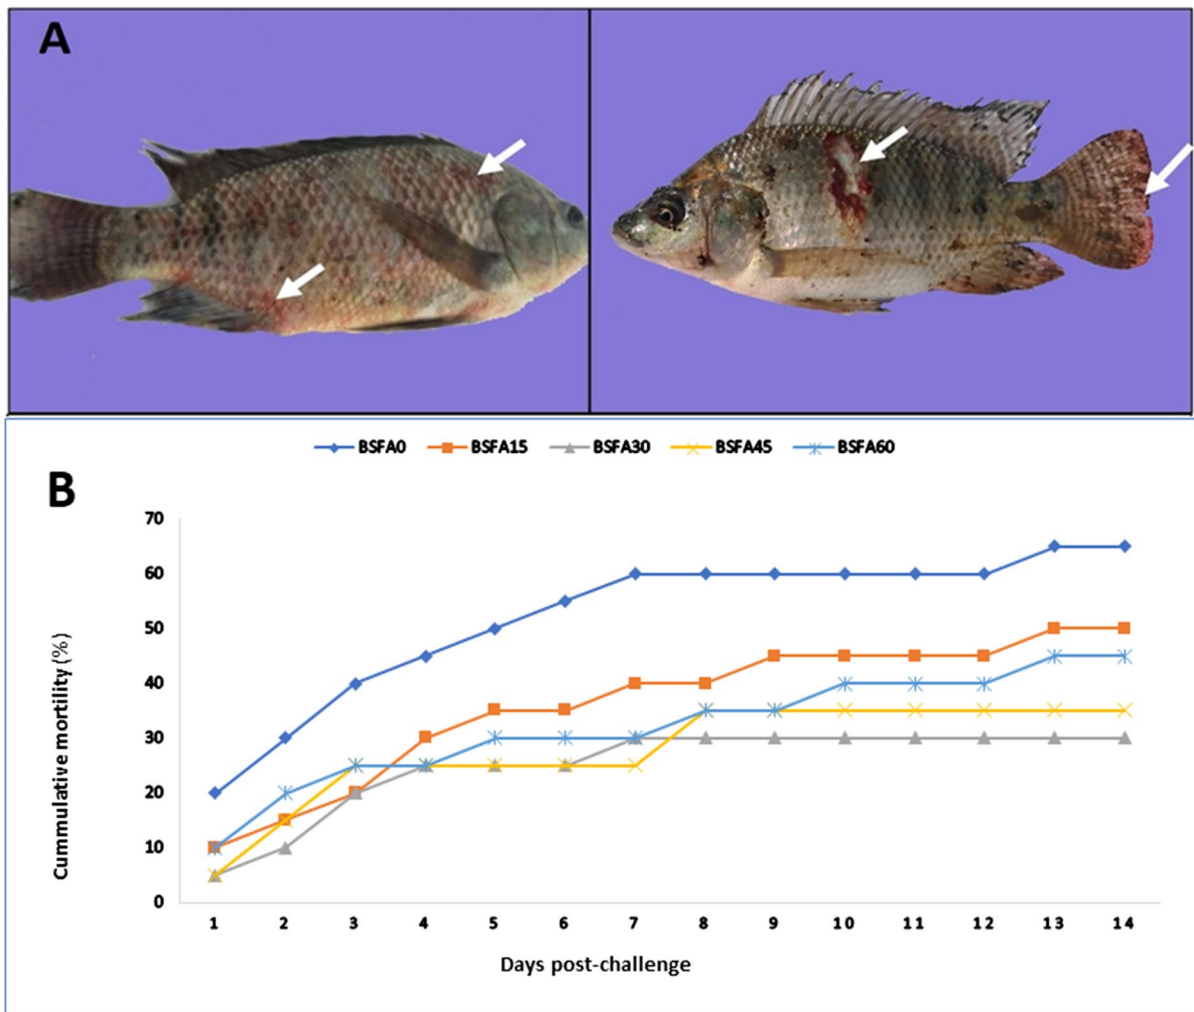 A
BSFA0 BSFA15 BSFA30 BSFA45 BSFA60
B
70
60
50
40
30
20
10
0
Cummulative mortility (%)
1 2 3 4 5 6 7 8 9 10 11 12 13 14
Days post-challenge